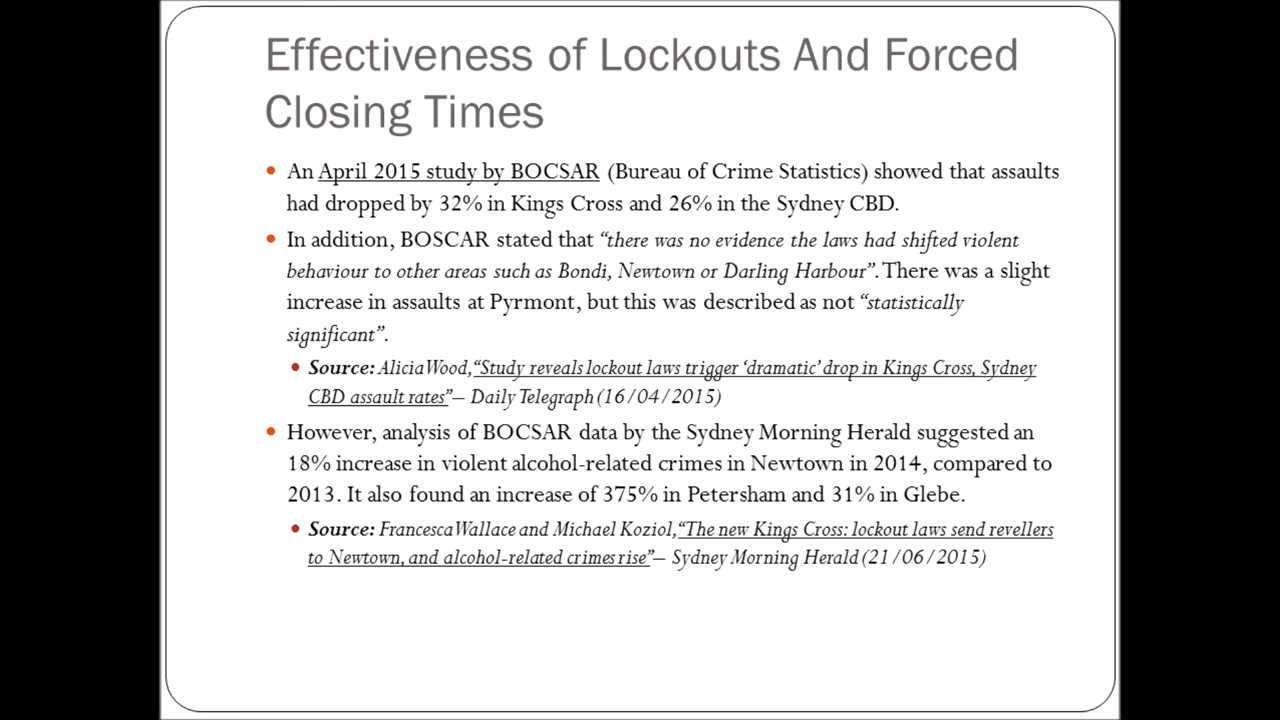 Effectiveness of Lockouts And Forced
Closing Times
• An April 2015 study by BOCSAR (Bureau of Crime Statistics) showed that assaults
had dropped by 32% in Kings Cross and 26% in the Sydney CBD.
• In addition, BOSCAR stated that “there was no evidence the laws had shifted violent
behaviour to other areas such as Bondi, Newtown or Darling Harbour”. There was a slight
increase in assaults at Pyrmont, but this was described as not “statistically
significant”.
• Source: Alicia Wood, “Study reveals lockout laws trigger ‘dramatic’ drop in Kings Cross, Sydney
CBD assault rates”– Daily Telegraph (16/04/2015)
• However, analysis of BOCSAR data by the Sydney Morning Herald suggested an
18% increase in violent alcohol-related crimes in Newtown in 2014, compared to
2013. It also found an increase of 375% in Petersham and 31% in Glebe.
• Source: Francesca Wallace and Michael Koziol, “The new Kings Cross: lockout laws send revellers
to Newtown, and alcohol-related crimes rise”– Sydney Morning Herald (21/06/2015)